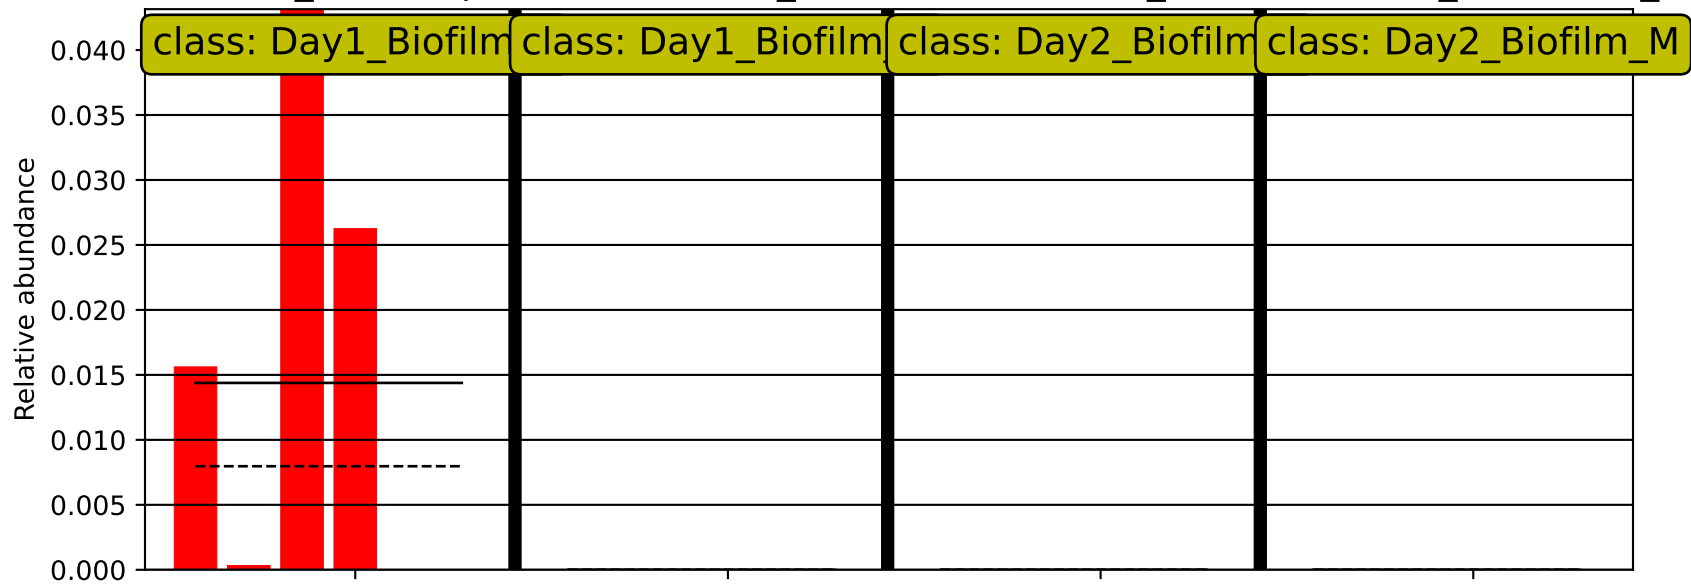 class: Day1_Biofilm
class: Day1_Biofilm
class: Day2_Biofilm
class: Day2_Biofilm_M
Relative abundance
0.040
0.035
0.030
0.025
0.020
0.015
0.010
0.005
0.000